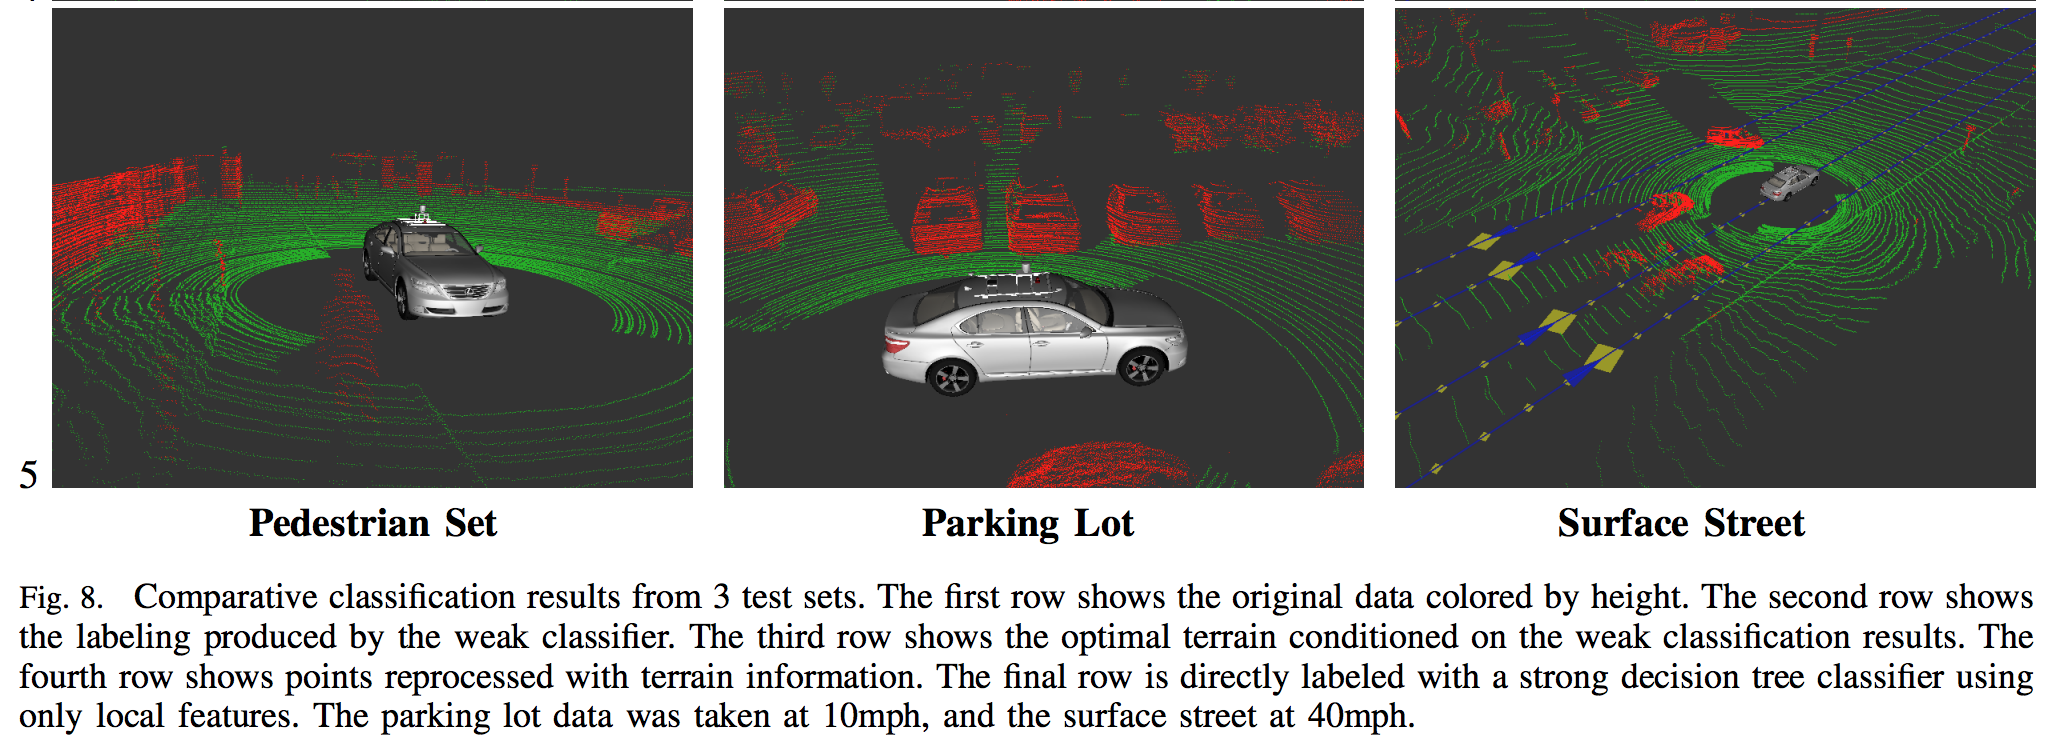 5
Pedestrian Set
Parking Lot
Surface Street
Fig. 8. Comparative classification results from 3 test sets. The first row shows the original data colored by height. The second row shows
the labeling produced by the weak classifier. The third row shows the optimal terrain conditioned on the weak classification results. The
fourth row shows points reprocessed with terrain information. The final row is directly labeled with a strong decision tree classifier using
only local features. The parking lot data was taken at 10mph, and the surface street at 40mph.